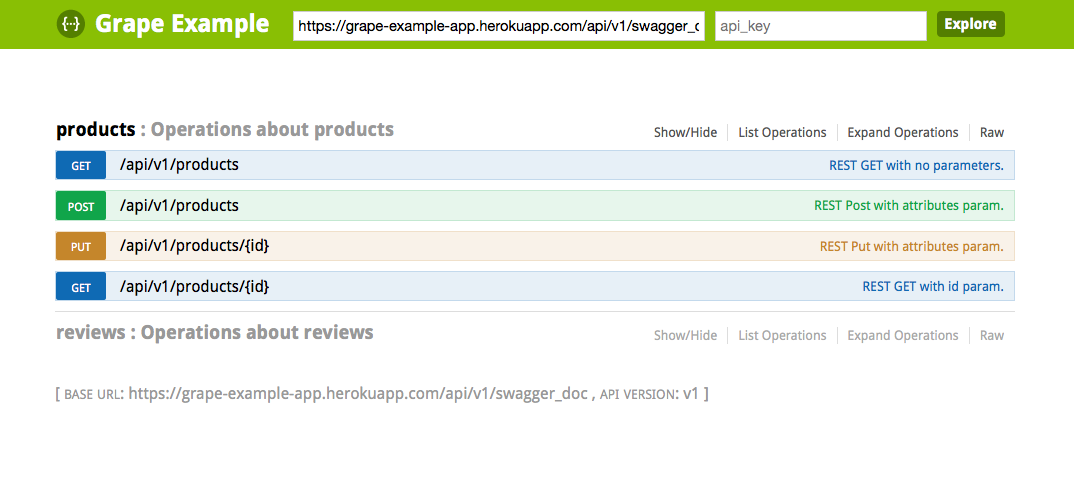 {···} Grape Example https://grape-example-app.herokuapp.com/api/v1/swagger_d api_key Explore
products : Operations about products Show/Hide List Operations Expand Operations Raw
GET /api/v1/products REST GET with no parameters.
POST /api/v1/products REST Post with attributes param.
PUT /api/v1/products/{id} REST Put with attributes param.
GET /api/v1/products/{id} REST GET with id param.
reviews : Operations about reviews Show/Hide List Operations Expand Operations Raw
[ BASE URL: https://grape-example-app.herokuapp.com/api/v1/swagger_doc , API VERSION: v1 ]